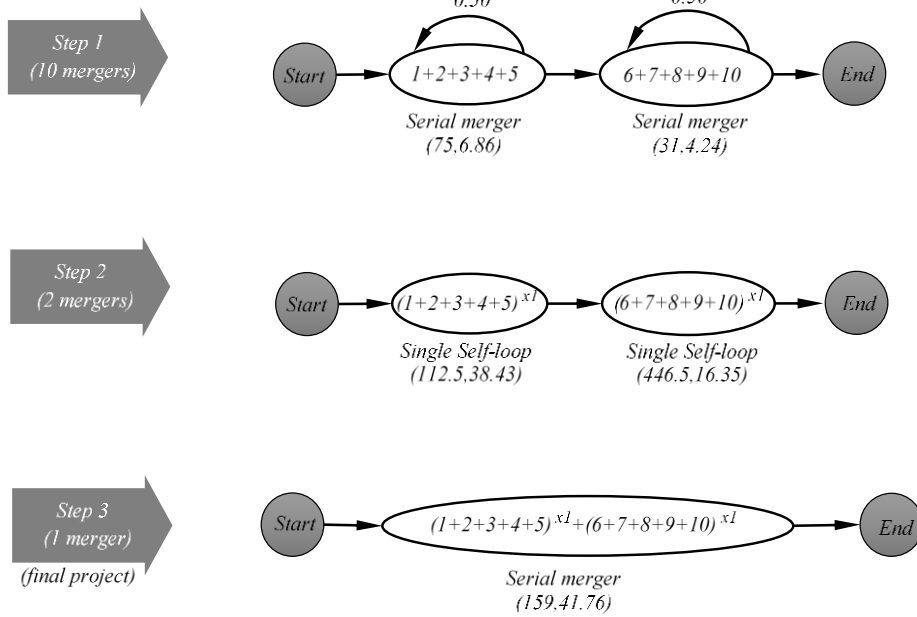 0.50 0.50
Step 1
(10 mergers)
Start 1+2+3+4+5 6+7+8+9+10 End
Serial merger Serial merger
(75,6.86) (31,4.24)
Step 2
(2 mergers)
Start (1+2+3+4+5) x1 (6+7+8+9+10) x1 End
Single Self-loop Single Self-loop
(112.5,38.43) (446.5,16.35)
Step 3
(1 merger)
(final project)
Start (1+2+3+4+5) x1+(6+7+8+9+10) x1 End
Serial merger
(159,41.76)